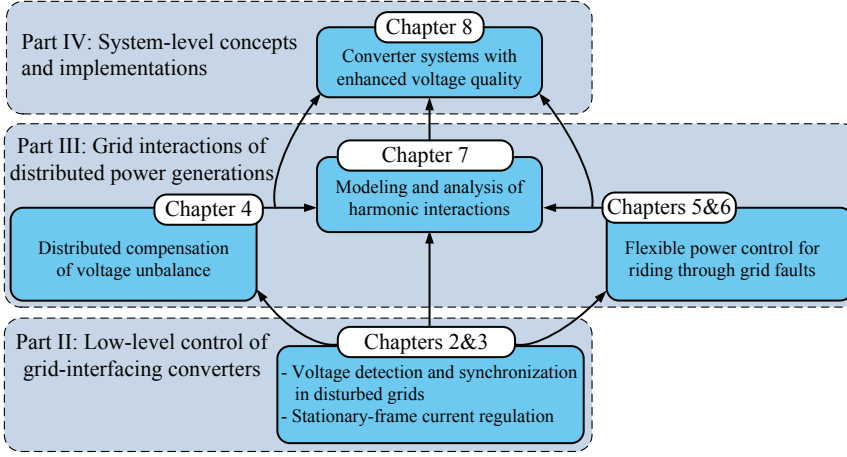 Part IV: System-level concepts
and implementations
Chapter 8
Converter systems with
enhanced voltage quality
Part III: Grid interactions of
distributed power generations
Chapter 7
Modeling and analysis of
harmonic interactions
Chapter 4
Distributed compensation
of voltage unbalance
Chapters 5&6
Flexible power control for
riding through grid faults
Part II: Low-level control of
grid-interfacing converters
Chapters 2&3
- Voltage detection and synchronization
in disturbed grids
- Stationary-frame current regulation